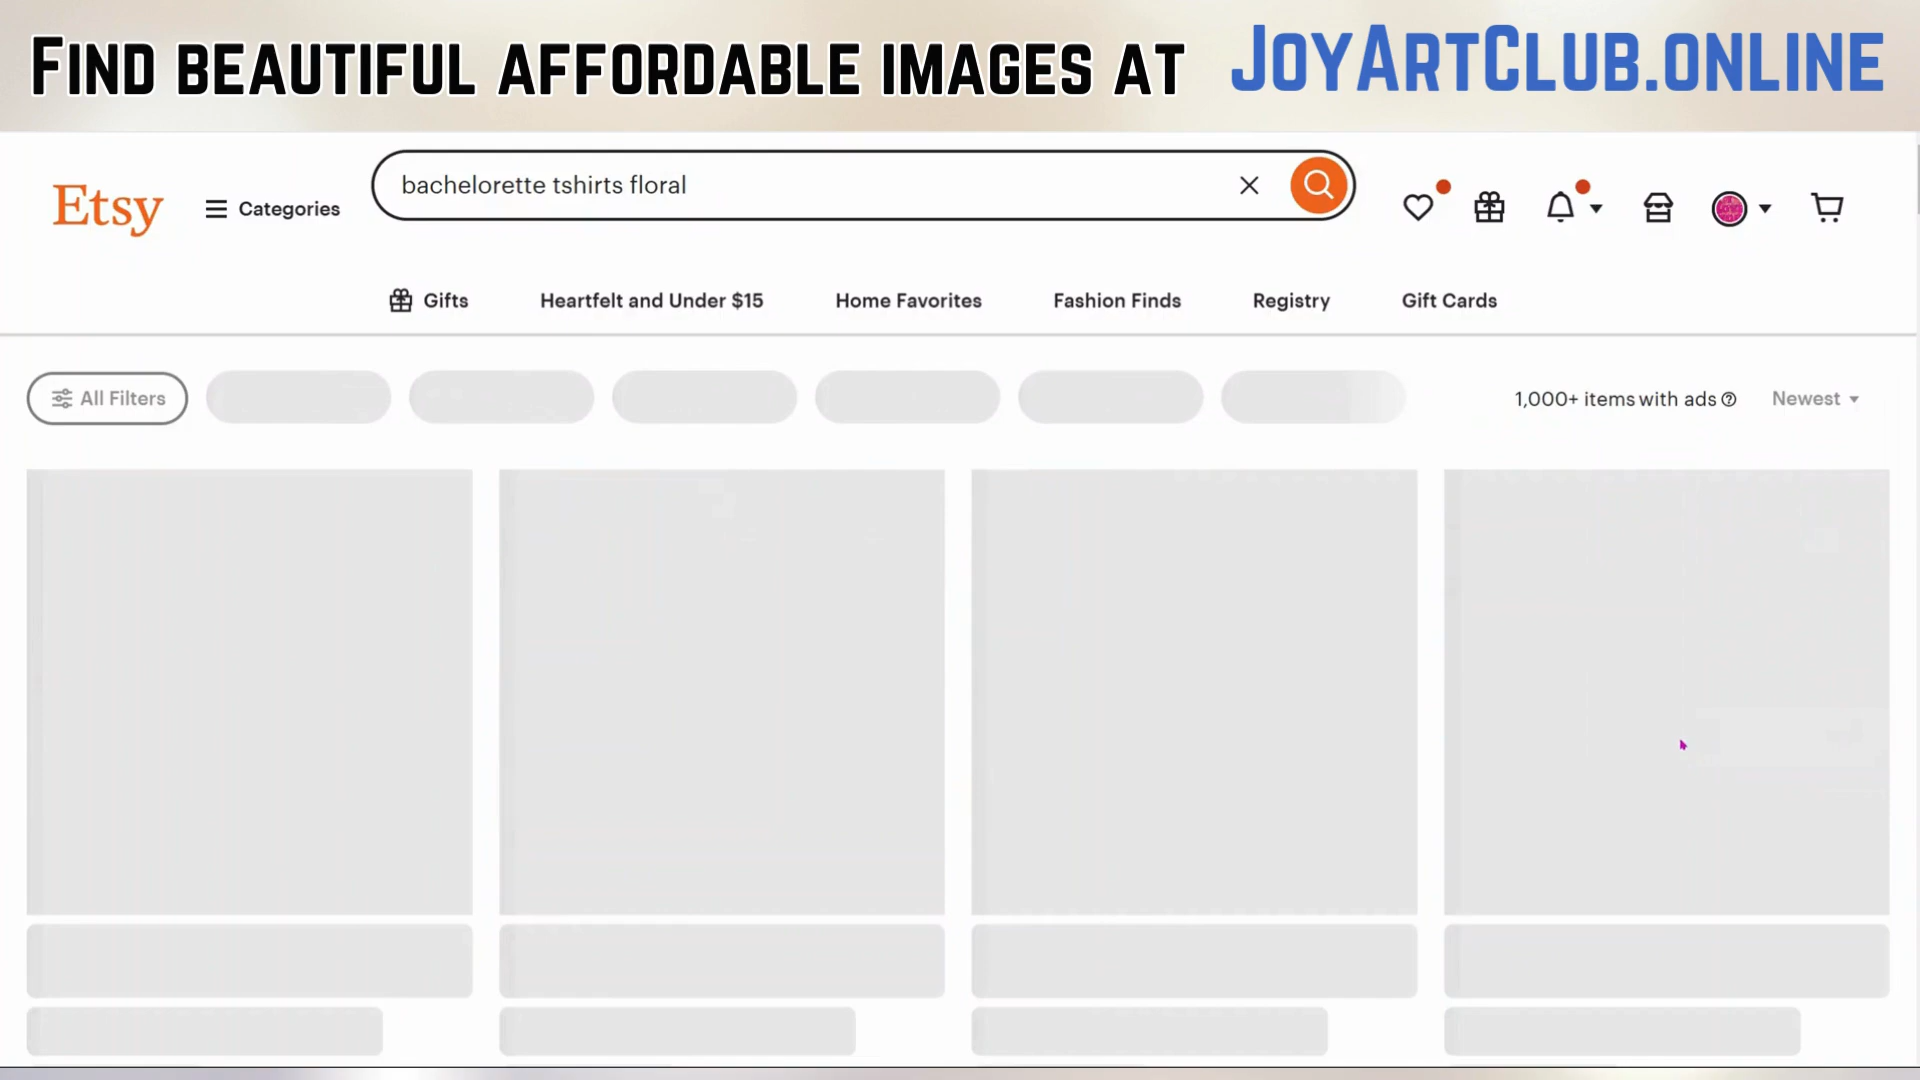 FIND BEAUTIFUL AFFORDABLE IMAGES AT JOYARTCLUB.ONLINE
Etsy
Categories
bachelorette tshirts floral
Gifts
Heartfelt and Under $15
Home Favorites
Fashion Finds
Registry
Gift Cards
All Filters
1,000+ items with ads
Newest